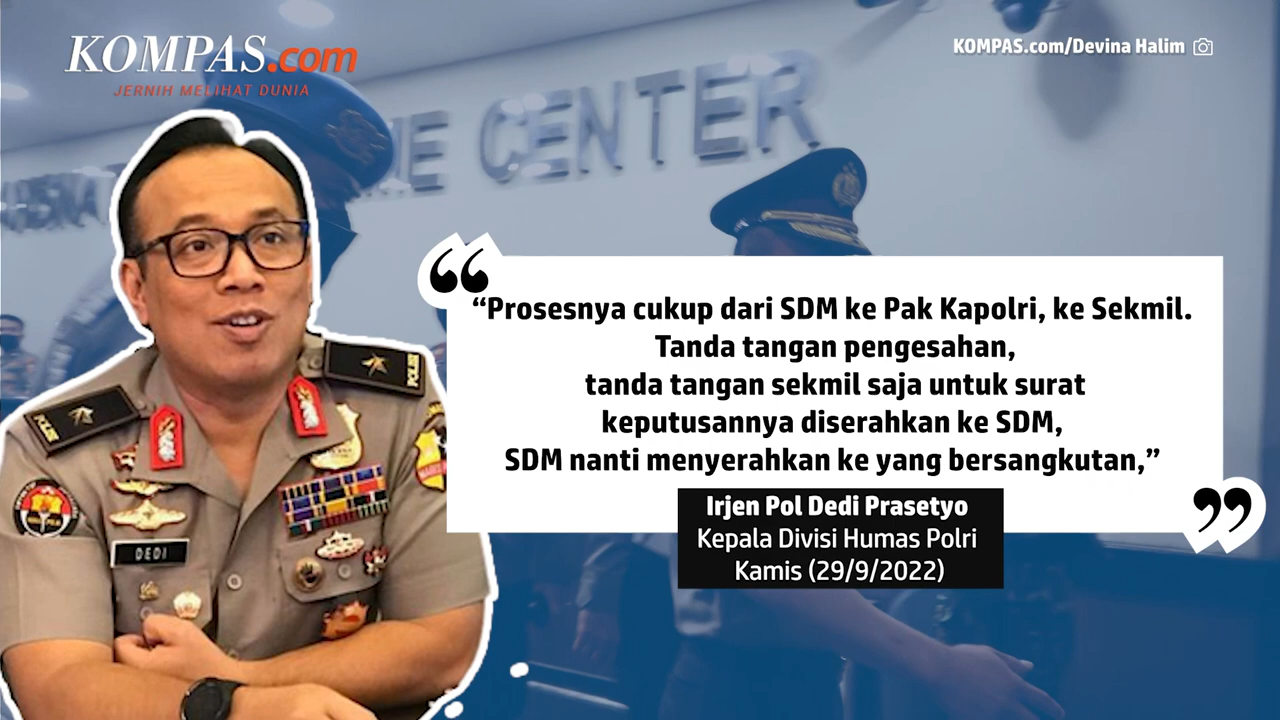 KOMPAS.com
JERNIH MELIHAT DUNIA
KOMPAS.com/Devina Halim
CENTER
“Prosesnya cukup dari SDM ke Pak Kapolri, ke Sekmil.
Tanda tangan pengesahan,
tanda tangan sekmil saja untuk surat
keputusannya diserahkan ke SDM,
SDM nanti menyerahkan ke yang bersangkutan,”
Irjen Pol Dedi Prasetyo
Kepala Divisi Humas Polri
Kamis (29/9/2022)
POLISI
POLISI
DEDI